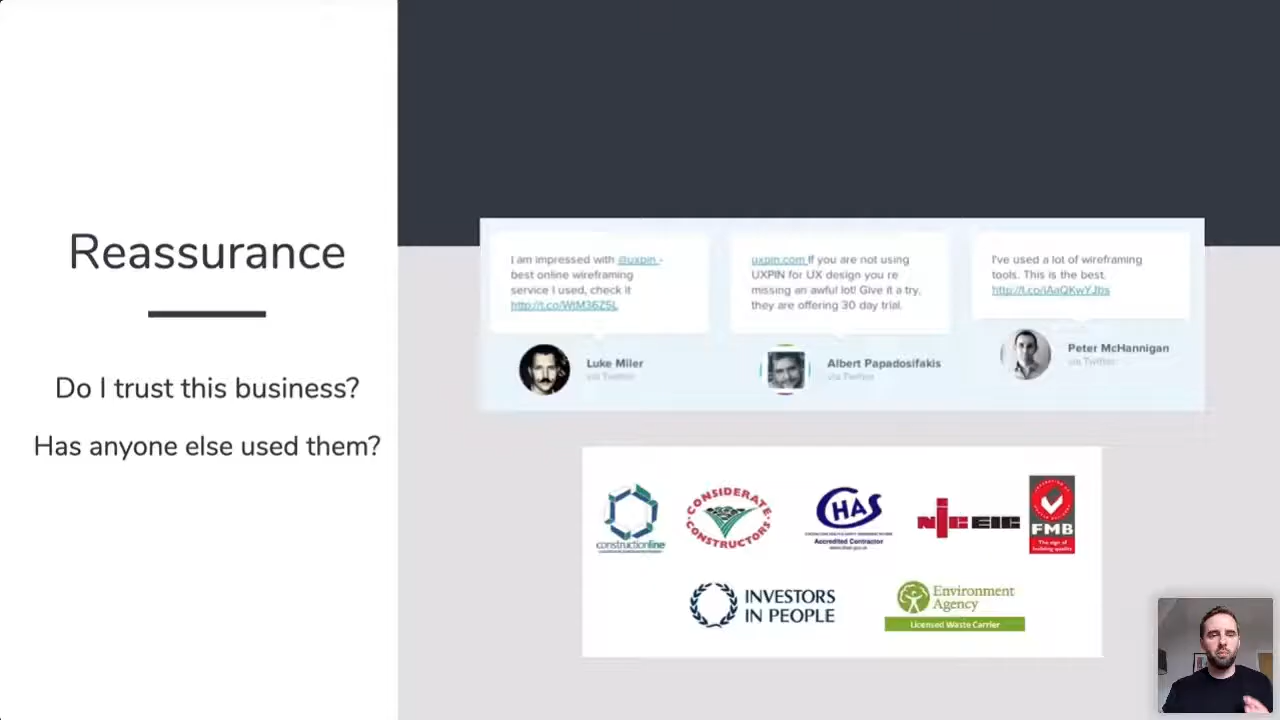 Reassurance
Do I trust this business?
Has anyone else used them?
I am impressed with @uxpin -
best online wireframing
service I used, check it
http://t.co/WtM36Z5L
Luke Miler
via Twitter
uxpin.com If you are not using
UXPIN for UX design you re
missing an awful lot! Give it a try,
they are offering 30 day trial.
Albert Papadosifakis
via Twitter
I've used a lot of wireframing
tools. This is the best.
http://t.co/iAaQKwYJbs
Peter McHannigan
via Twitter
constructionline
CONSIDERATE
CONSTRUCTORS
CHAS
Accredited Contractor
www.chas.gov.uk
NICEIC
FMB
The sign of
building quality
INVESTORS
IN PEOPLE
Environment
Agency
Licensed Waste Carrier